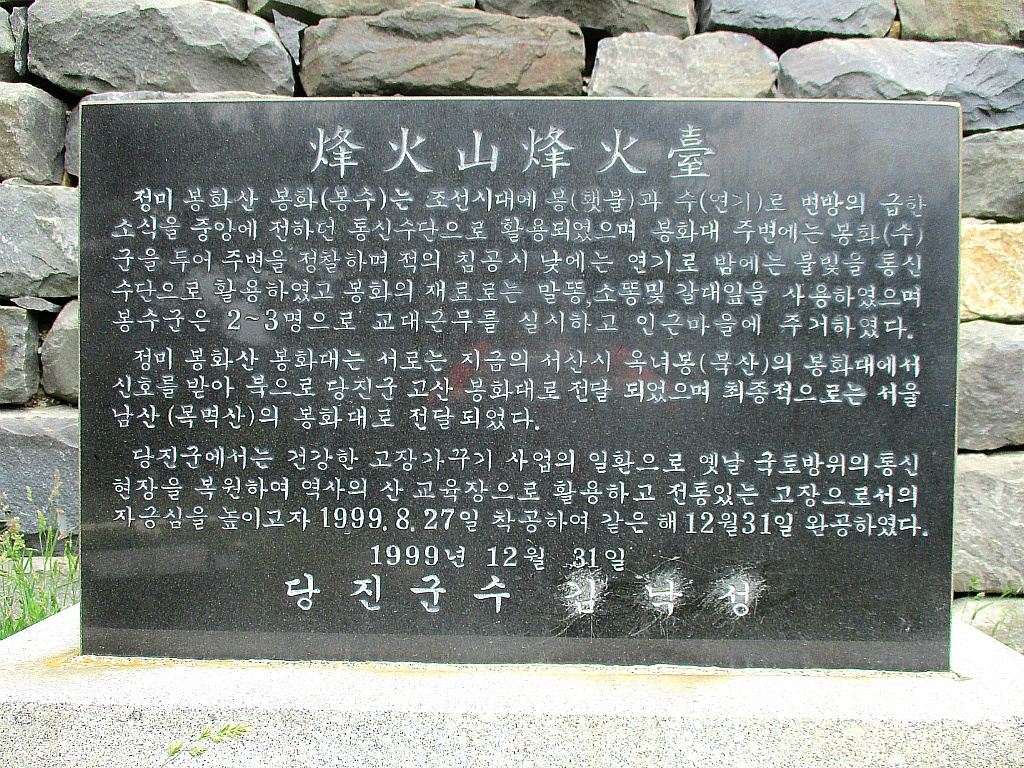 烽火山烽火臺
정미 봉화산 봉화(봉수)는 조선시대에 봉(횃불)과 수(연기)로 변방의 급한
소식을 중앙에 전하던 통신수단으로 활용되었으며 봉화대 주변에는 봉화(수)
군을 두어 주변을 정찰하며 적의 침공시 낮에는 연기로 밤에는 불빛을 통신
수단으로 활용하였고 봉화의 재료로는 말똥,소똥및 갈대잎을 사용하였으며
봉수군은 2~3명으로 교대근무를 실시하고 인근마을에 주거하였다.
정미 봉화산 봉화대는 서로는 지금의 서산시 옥녀봉(북산)의 봉화대에서
신호를 받아 북으로 당진군 고산 봉화대로 전달 되었으며 최종적으로는 서울
남산(목멱산)의 봉화대로 전달되었다.
당진군에서는 건강한 고장가꾸기 사업의 일환으로 옛날 국토방위의통신
현장을 복원하여 역사의 산 교육장으로 활용하고 전통있는 고장으로서의
자긍심을 높이고자 1999.8.27일 착공하여 같은 해12월31일 완공하였다.
1999년 12월 31일
당진군수 김낙성